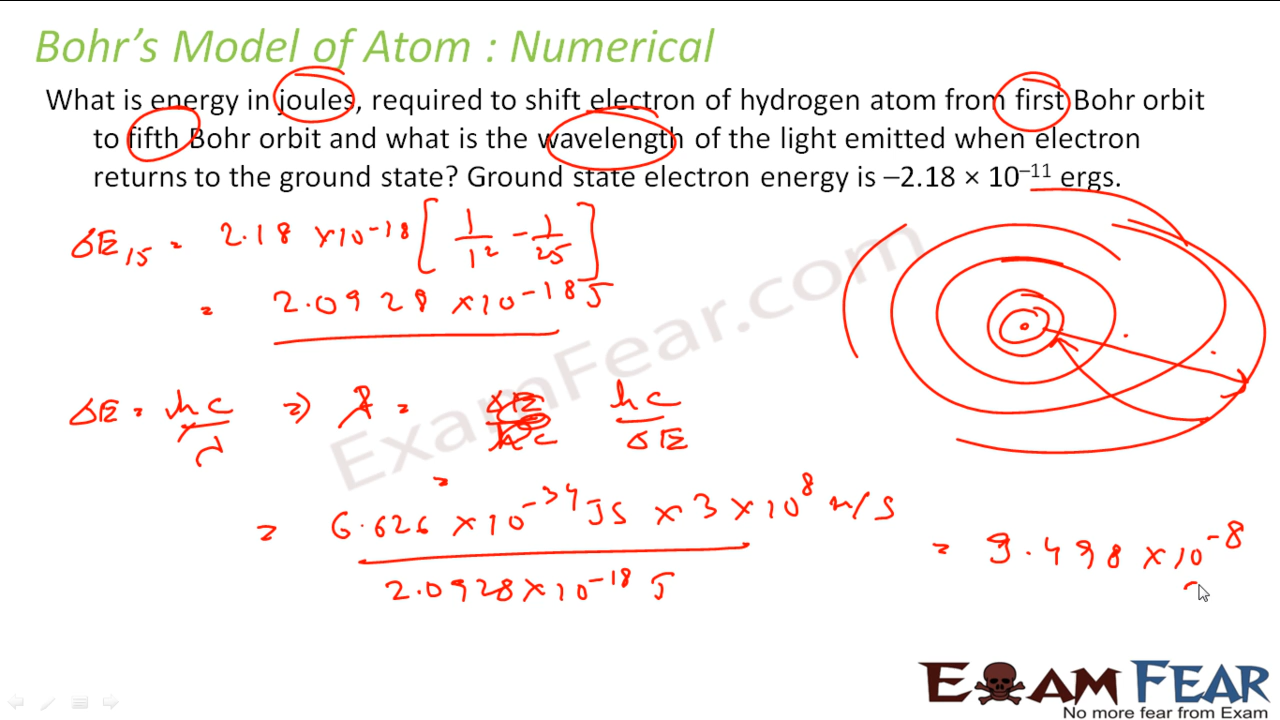 Bohr's Model of Atom : Numerical
What is energy in joules, required to shift electron of hydrogen atom from first Bohr orbit
to fifth Bohr orbit and what is the wavelength of the light emitted when electron
returns to the ground state? Ground state electron energy is –2.18 × 10⁻¹¹ ergs.
ΔE₁₅ = 2.18 × 10⁻¹⁸ [1/1² - 1/25]
= 2.0928 × 10⁻¹⁸ J
ΔE = hc/λ => λ = hc/ΔE
=
= 6.626 × 10⁻³⁴ JS × 3 × 10⁸ m/s
2.0928 × 10⁻¹⁸ J
= 9.498 × 10⁻⁸
ExamFear.com
EXAM FEAR
No more fear from Exam